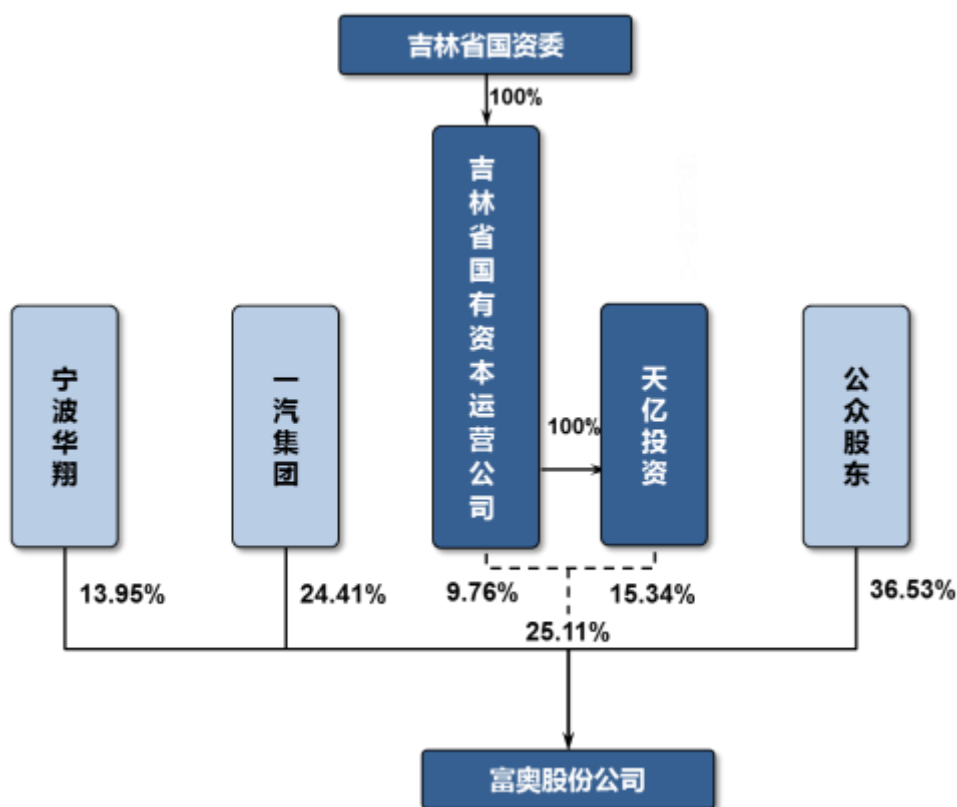 吉林省国资委
100%
吉林省国有资本运营公司
宁波华翔
一汽集团
100%
天亿投资
公众股东
13.95%
24.41%
9.76%
15.34%
36.53%
25.11%
富奥股份公司